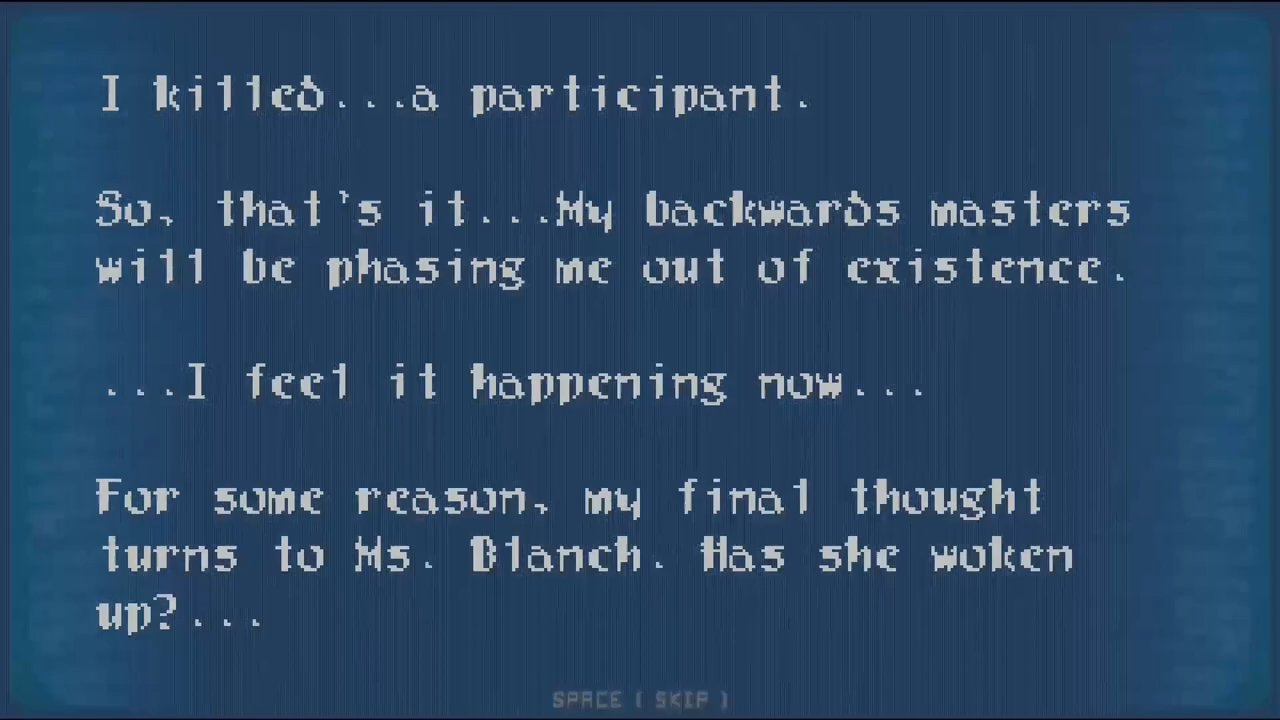 I killed...a participant.
So, that's it...My backwards masters
will be phasing me out of existence.
...I feel it happening now...
For some reason, my final thought
turns to Ms. Blanch. Has she woken
up?...
SPACE ( SKIP )